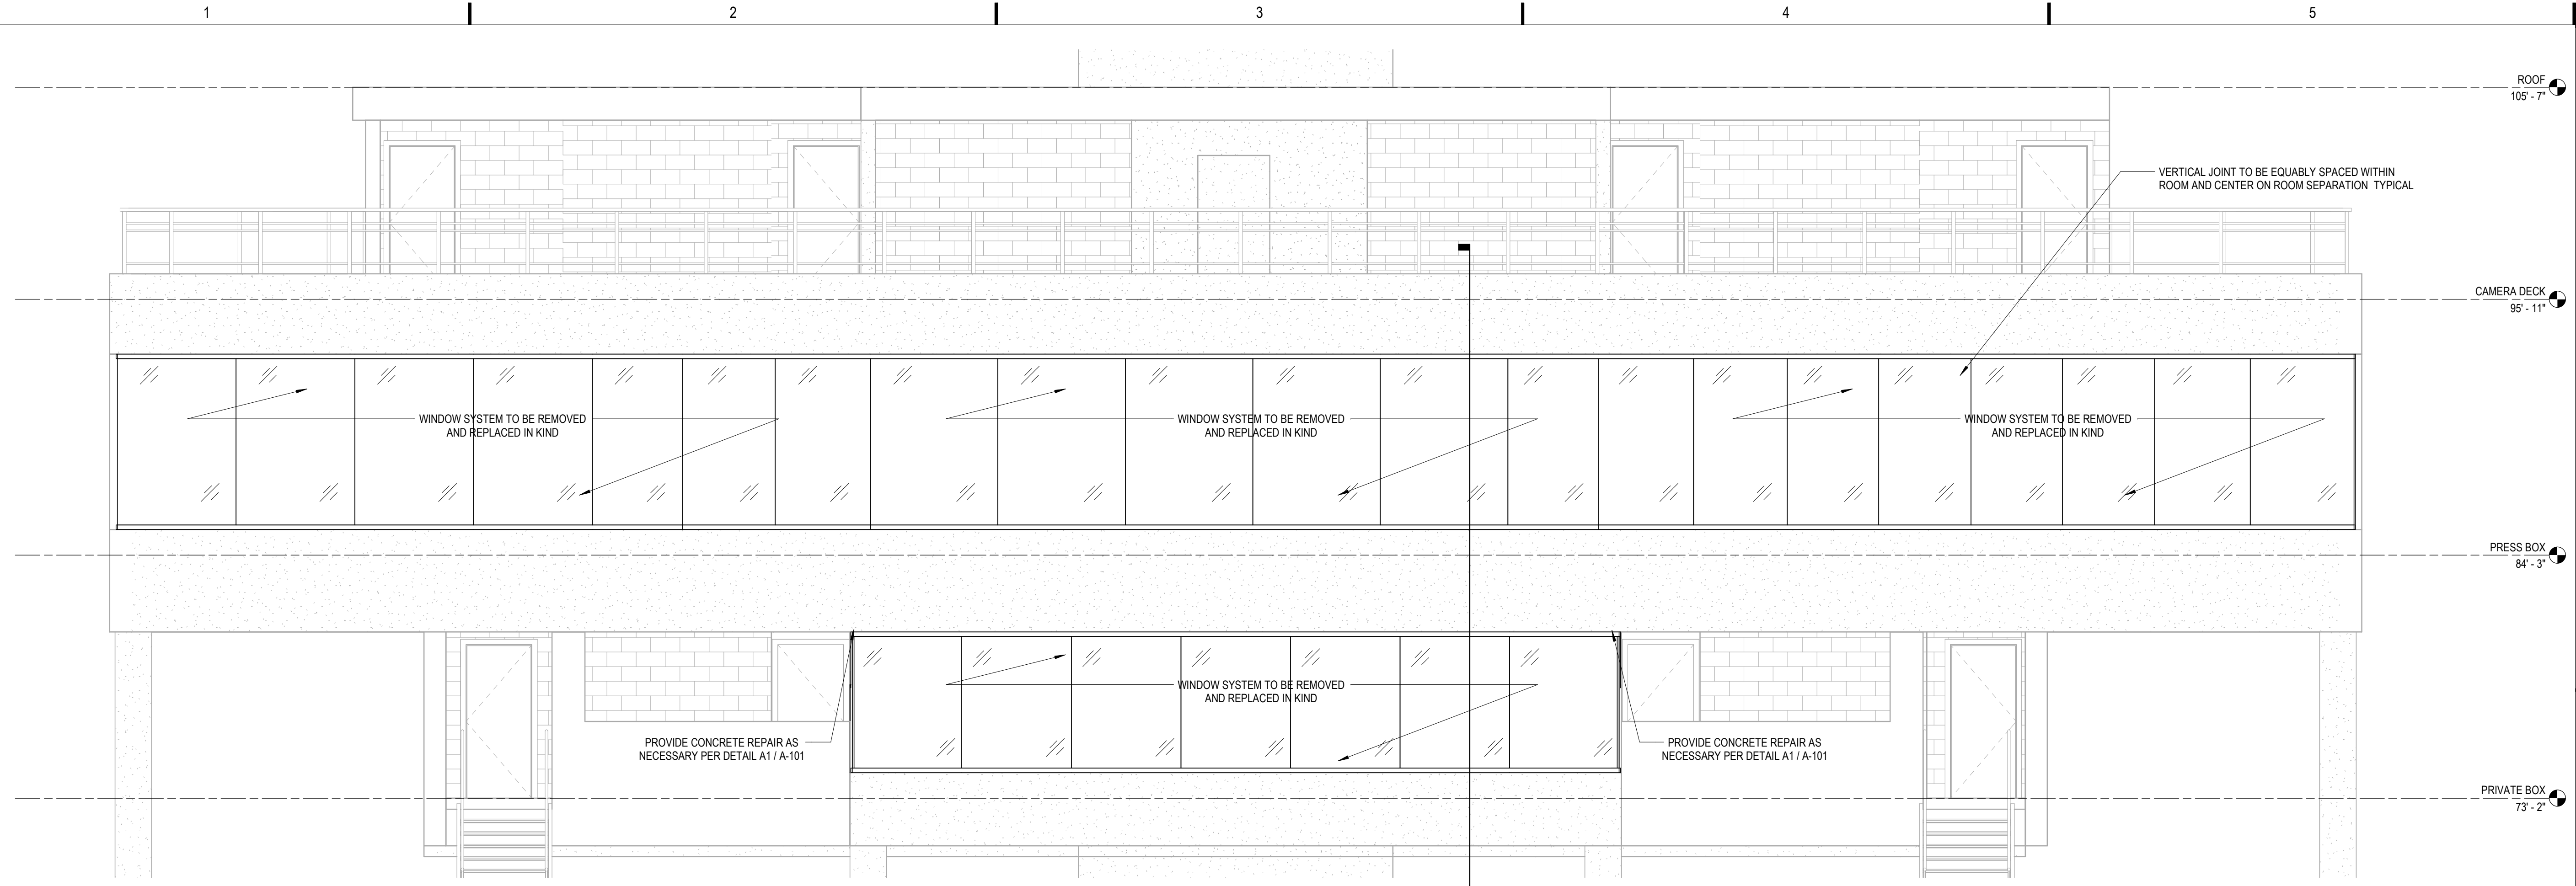 1 2 3 4 5
ROOF
105' - 7"
VERTICAL JOINT TO BE EQUABLY SPACED WITHIN
ROOM AND CENTER ON ROOM SEPARATION TYPICAL
CAMERA DECK
95' - 11"
WINDOW SYSTEM TO BE REMOVED
AND REPLACED IN KIND
WINDOW SYSTEM TO BE REMOVED
AND REPLACED IN KIND
WINDOW SYSTEM TO BE REMOVED
AND REPLACED IN KIND
PRESS BOX
84' - 3"
WINDOW SYSTEM TO BE REMOVED
AND REPLACED IN KIND
PROVIDE CONCRETE REPAIR AS
NECESSARY PER DETAIL A1 / A-101
PROVIDE CONCRETE REPAIR AS
NECESSARY PER DETAIL A1 / A-101
PRIVATE BOX
73' - 2"